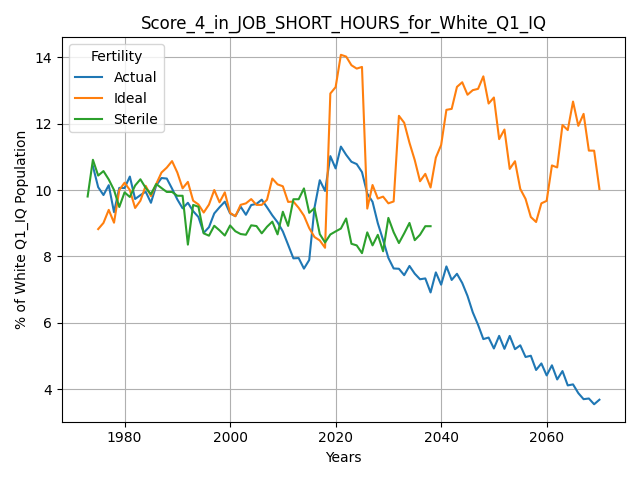 Score_4_in_JOB_SHORT_HOURS_for_White_Q1_IQ
Fertility
Actual
Ideal
Sterile
% of White Q1_IQ Population
14
12
10
8
6
4
1980 2000 2020 2040 2060
Years